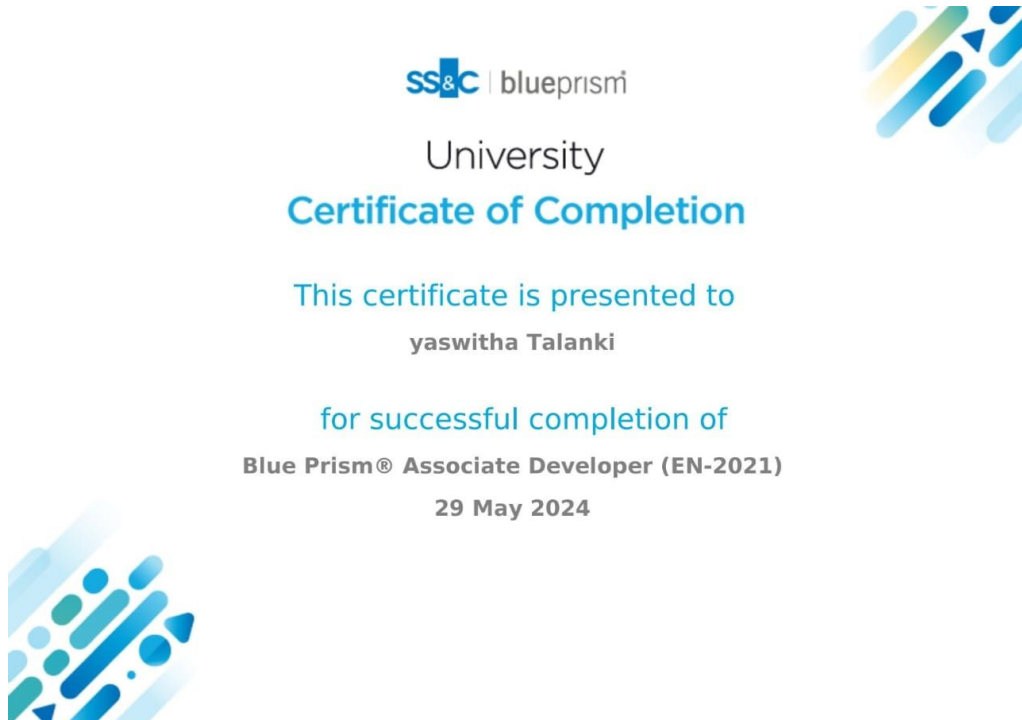 SS&C | blueprism®
University
Certificate of Completion
This certificate is presented to
yaswitha Talanki
for successful completion of
Blue Prism® Associate Developer (EN-2021)
29 May 2024